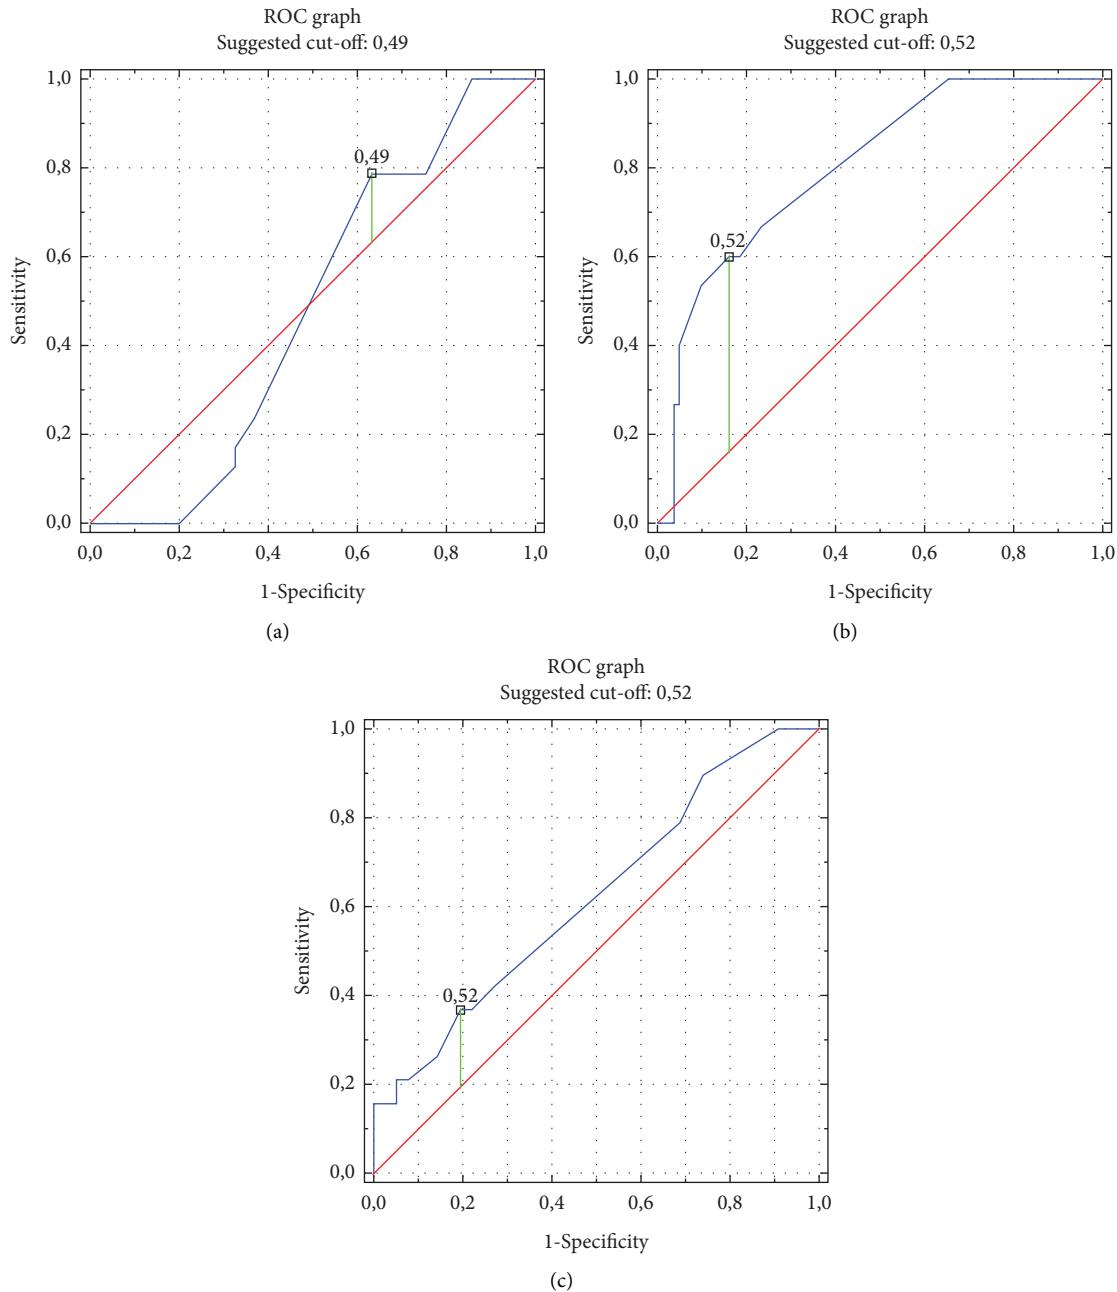 ROC graph
Suggested cut-off: 0,49
1,0
0,8
0,6
0,4
0,2
0,0
Sensitivity
0,49
0,0 0,2 0,4 0,6 0,8 1,0
1-Specificity
(a)
ROC graph
Suggested cut-off: 0,52
1,0
0,8
0,6
0,4
0,2
0,0
Sensitivity
0,52
0,0 0,2 0,4 0,6 0,8 1,0
1-Specificity
(b)
ROC graph
Suggested cut-off: 0,52
1,0
0,8
0,6
0,4
0,2
0,0
Sensitivity
0,52
0,0 0,2 0,4 0,6 0,8 1,0
1-Specificity
(c)